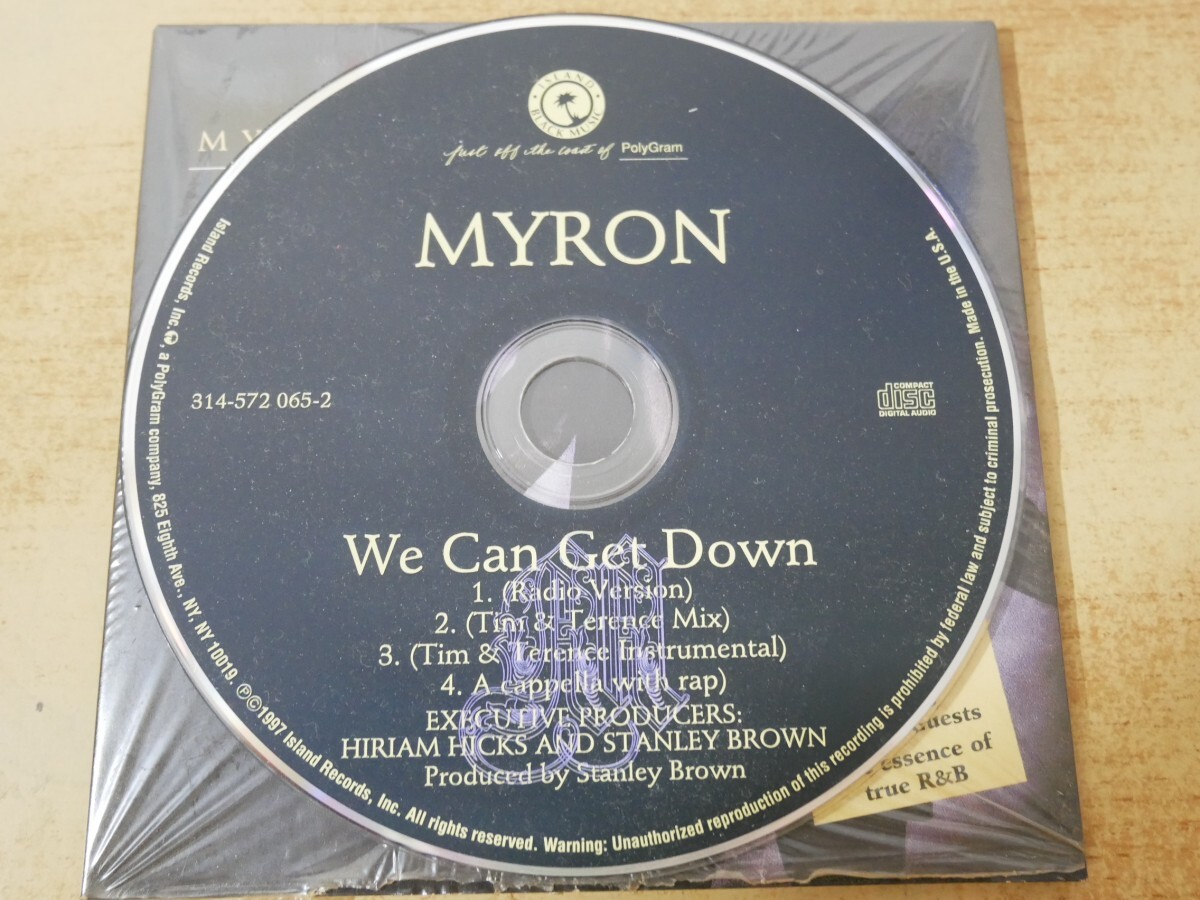 ISLAND BLACK MUSIC
just off the coast of PolyGram
M Y
MYRON
314-572 065-2
COMPACT
disc
DIGITAL AUDIO
We Can Get Down
1. (Radio Version)
2. (Tim & Terence Mix)
3. (Tim & Terence Instrumental)
4. A cappella with rap)
EXECUTIVE PRODUCERS:
HIRIAM HICKS AND STANLEY BROWN
Produced by Stanley Brown
Island Records, Inc. ℗, a PolyGram company, 825 Eighth Ave., NY, NY 10019. ℗©1997 Island Records, Inc. All rights reserved. Warning: Unauthorized reproduction of this recording is prohibited by federal law and subject to criminal prosecution. Made in the U.S.A.
essence of
true R&B